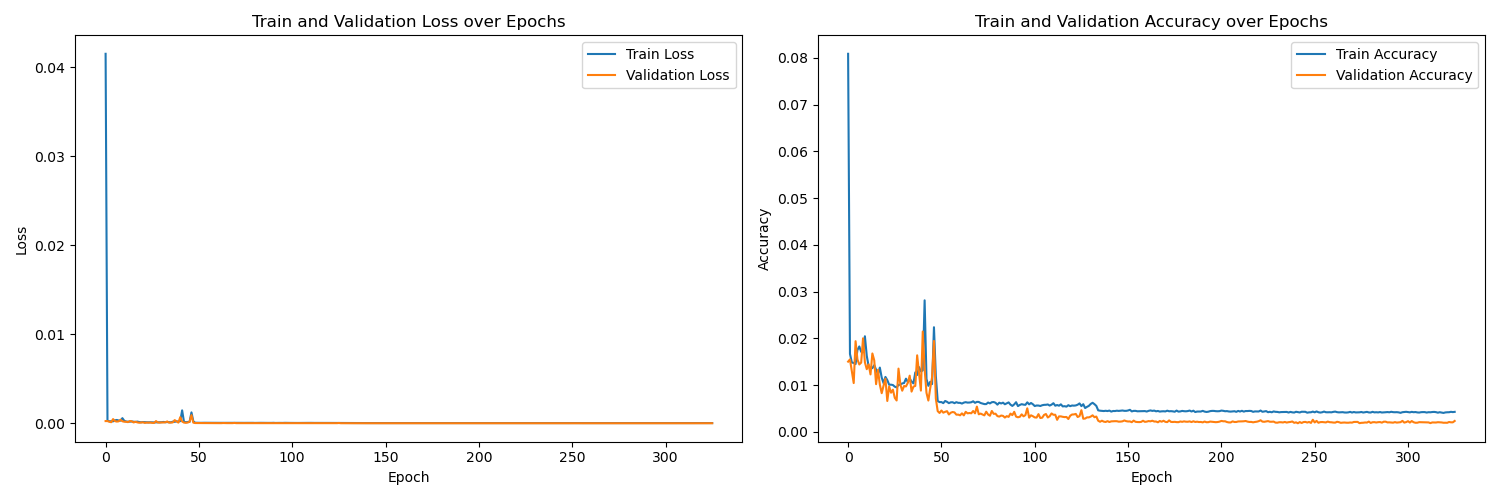 Train and Validation Loss over Epochs
Train Loss
Validation Loss
Loss
0.04
0.03
0.02
0.01
0.00
0 50 100 150 200 250 300
Epoch
Train and Validation Accuracy over Epochs
Train Accuracy
Validation Accuracy
Accuracy
0.08
0.07
0.06
0.05
0.04
0.03
0.02
0.01
0.00
0 50 100 150 200 250 300
Epoch